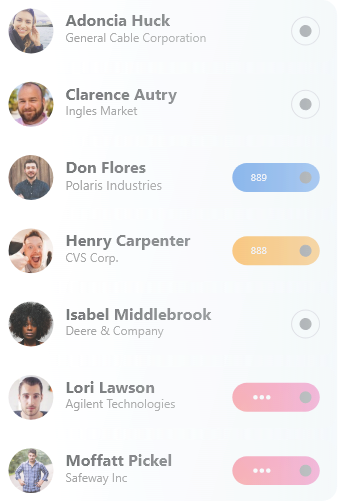 Adoncia Huck
General Cable Corporation
Clarence Autry
Ingles Market
Don Flores
Polaris Industries
889
Henry Carpenter
CVS Corp.
888
Isabel Middlebrook
Deere & Company
Lori Lawson
Agilent Technologies
•••
Moffatt Pickel
Safeway Inc
•••